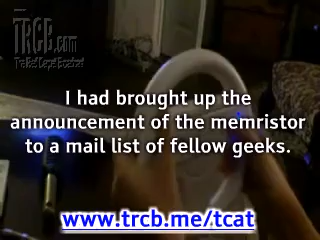 TRCB.com
I had brought up the
announcement of the memristor
to a mail list of fellow geeks.
www.trcb.me/tcat